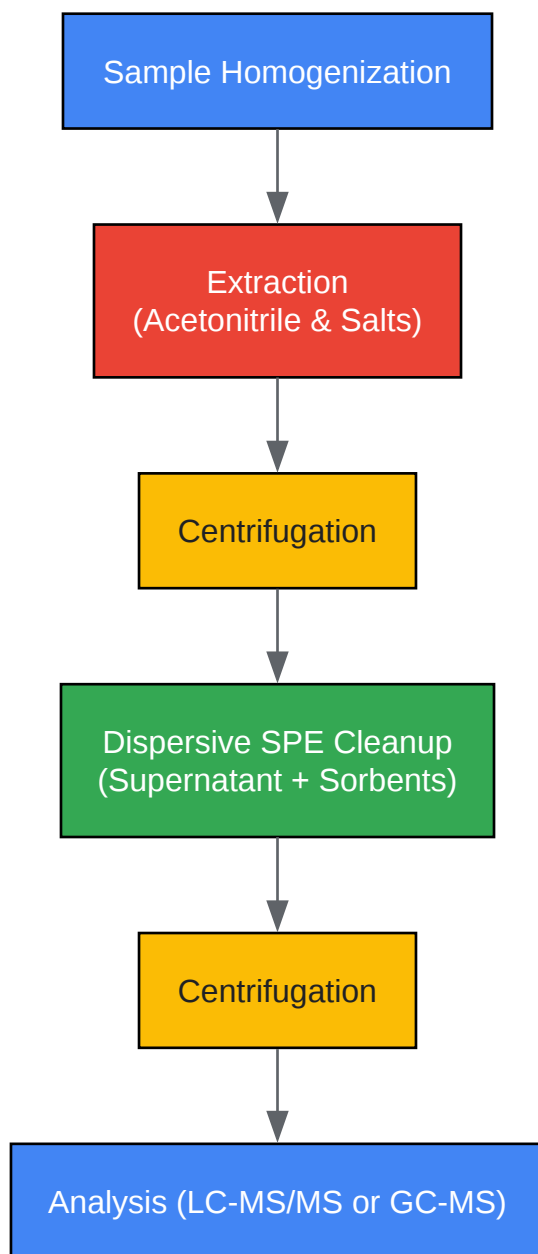 Sample Homogenization
Extraction
(Acetonitrile & Salts)
Centrifugation
Dispersive SPE Cleanup
(Supernatant + Sorbents)
Centrifugation
Analysis (LC-MS/MS or GC-MS)